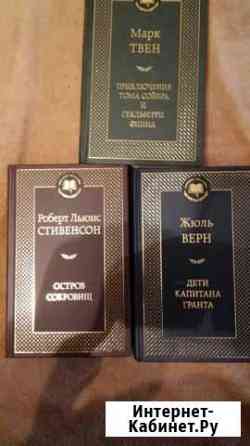 Марк
ТВЕН
ПРИКЛЮЧЕНИЯ
ТОМА СОЙЕРА И
ГЕКЛЬБЕРРИ
ФИННА
Роберт Льюис
СТИВЕНСОН
ОСТРОВ
СОКРОВИЩ
Жюль
ВЕРН
ДЕТИ
КАПИТАНА
ГРАНТА
Интернет-
Кабинет.Ру